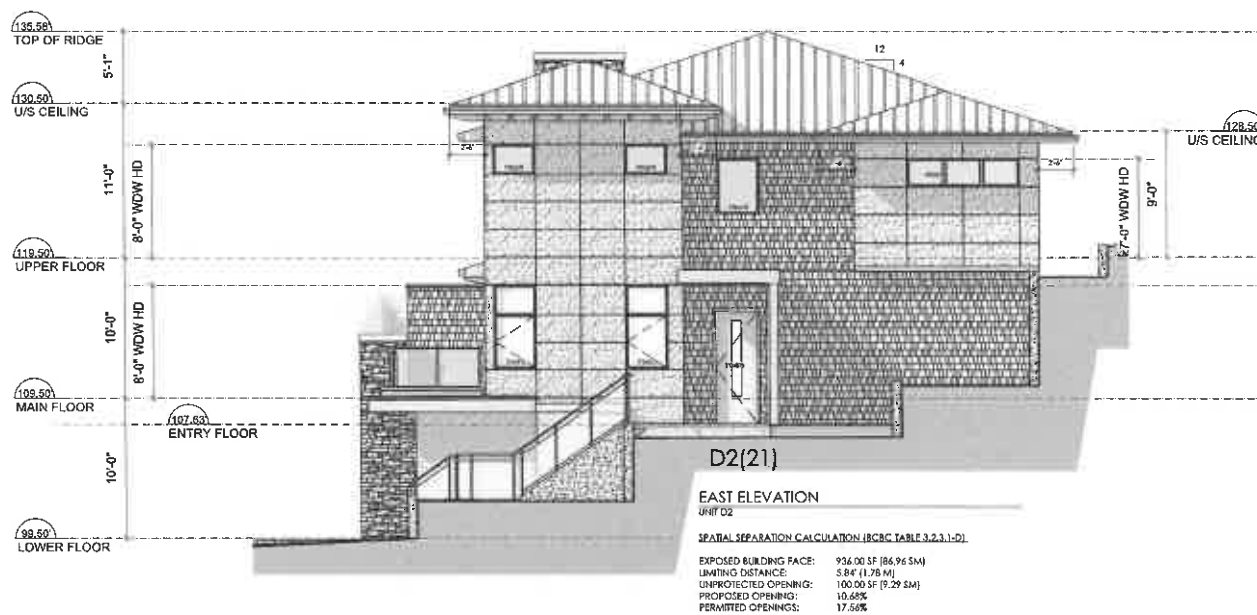 135.58'
TOP OF RIDGE
5'-1"
12
4
130.50'
U/S CEILING
128.50'
U/S CEILING
2'-6"
2'-6"
11'-0"
8'-0" WDW HD
7'-0" WDW HD
9'-0"
119.50'
UPPER FLOOR
10'-0"
8'-0" WDW HD
109.50'
MAIN FLOOR
107.63'
ENTRY FLOOR
10'-0"
99.50'
LOWER FLOOR
D2(21)
EAST ELEVATION
UNIT D2
SPATIAL SEPARATION CALCULATION (BCBC TABLE 3.2.3.1-D)
EXPOSED BUILDING FACE: 936.00 SF (86.96 SM)
LIMITING DISTANCE: 5.84' (1.78 M)
UNPROTECTED OPENING: 100.00 SF (9.29 SM)
PROPOSED OPENING: 10.68%
PERMITTED OPENINGS: 17.56%